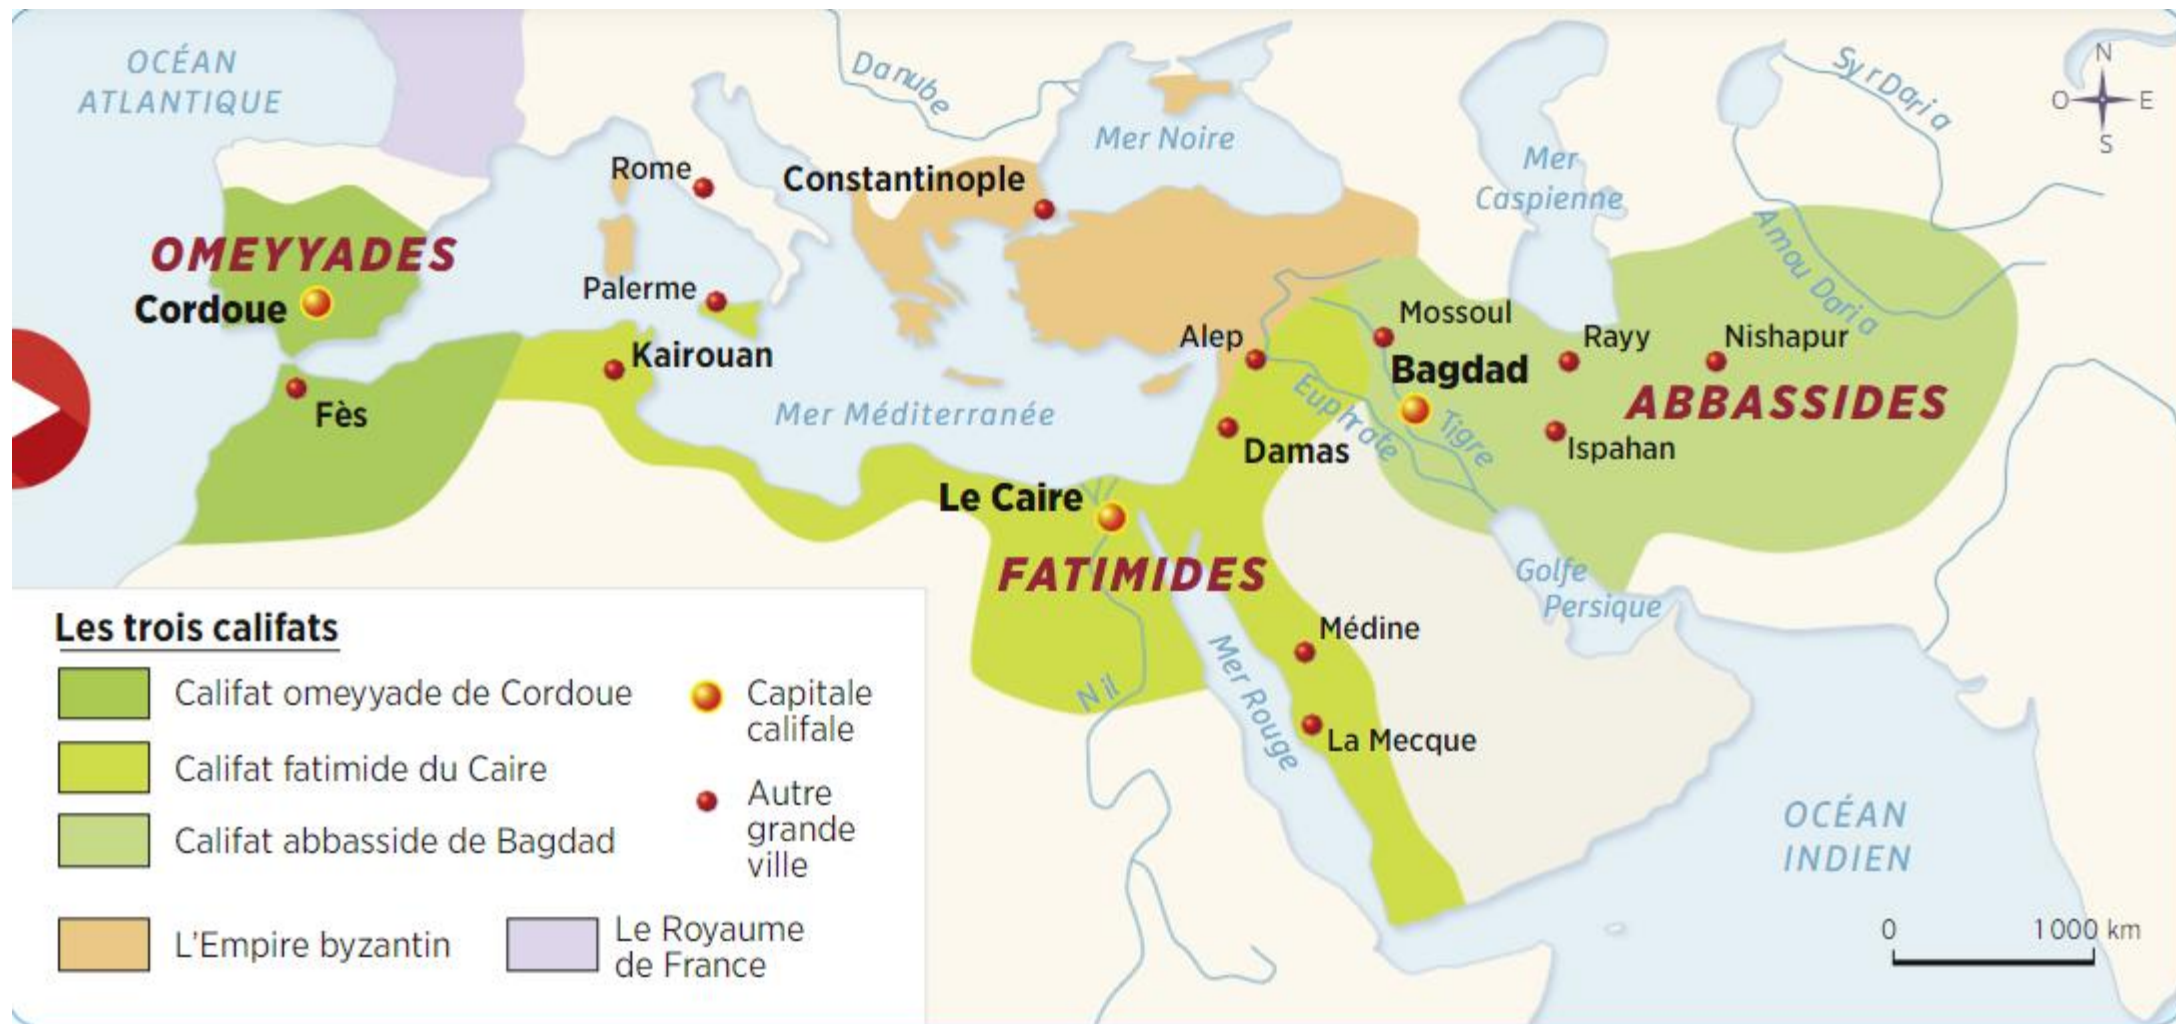 OCÉAN
ATLANTIQUE
Danube
Mer Noire
Mer
Caspienne
Syr Daria
Amou Daria
N
O
E
S
Rome
Constantinople
OMEYYADES
Cordoue
Palerme
Kairouan
Fès
Mer Méditerranée
Alep
Mossoul
Bagdad
Rayy
Nishapur
ABBASSIDES
Euphrate
Tigre
Ispahan
Damas
Le Caire
FATIMIDES
Golfe
Persique
Médine
Nil
Mer Rouge
La Mecque
OCÉAN
INDIEN
0 1 000 km
Les trois califats
Califat omeyyade de Cordoue
Califat fatimide du Caire
Califat abbasside de Bagdad
L'Empire byzantin
Capitale
califale
Autre
grande
ville
Le Royaume
de France